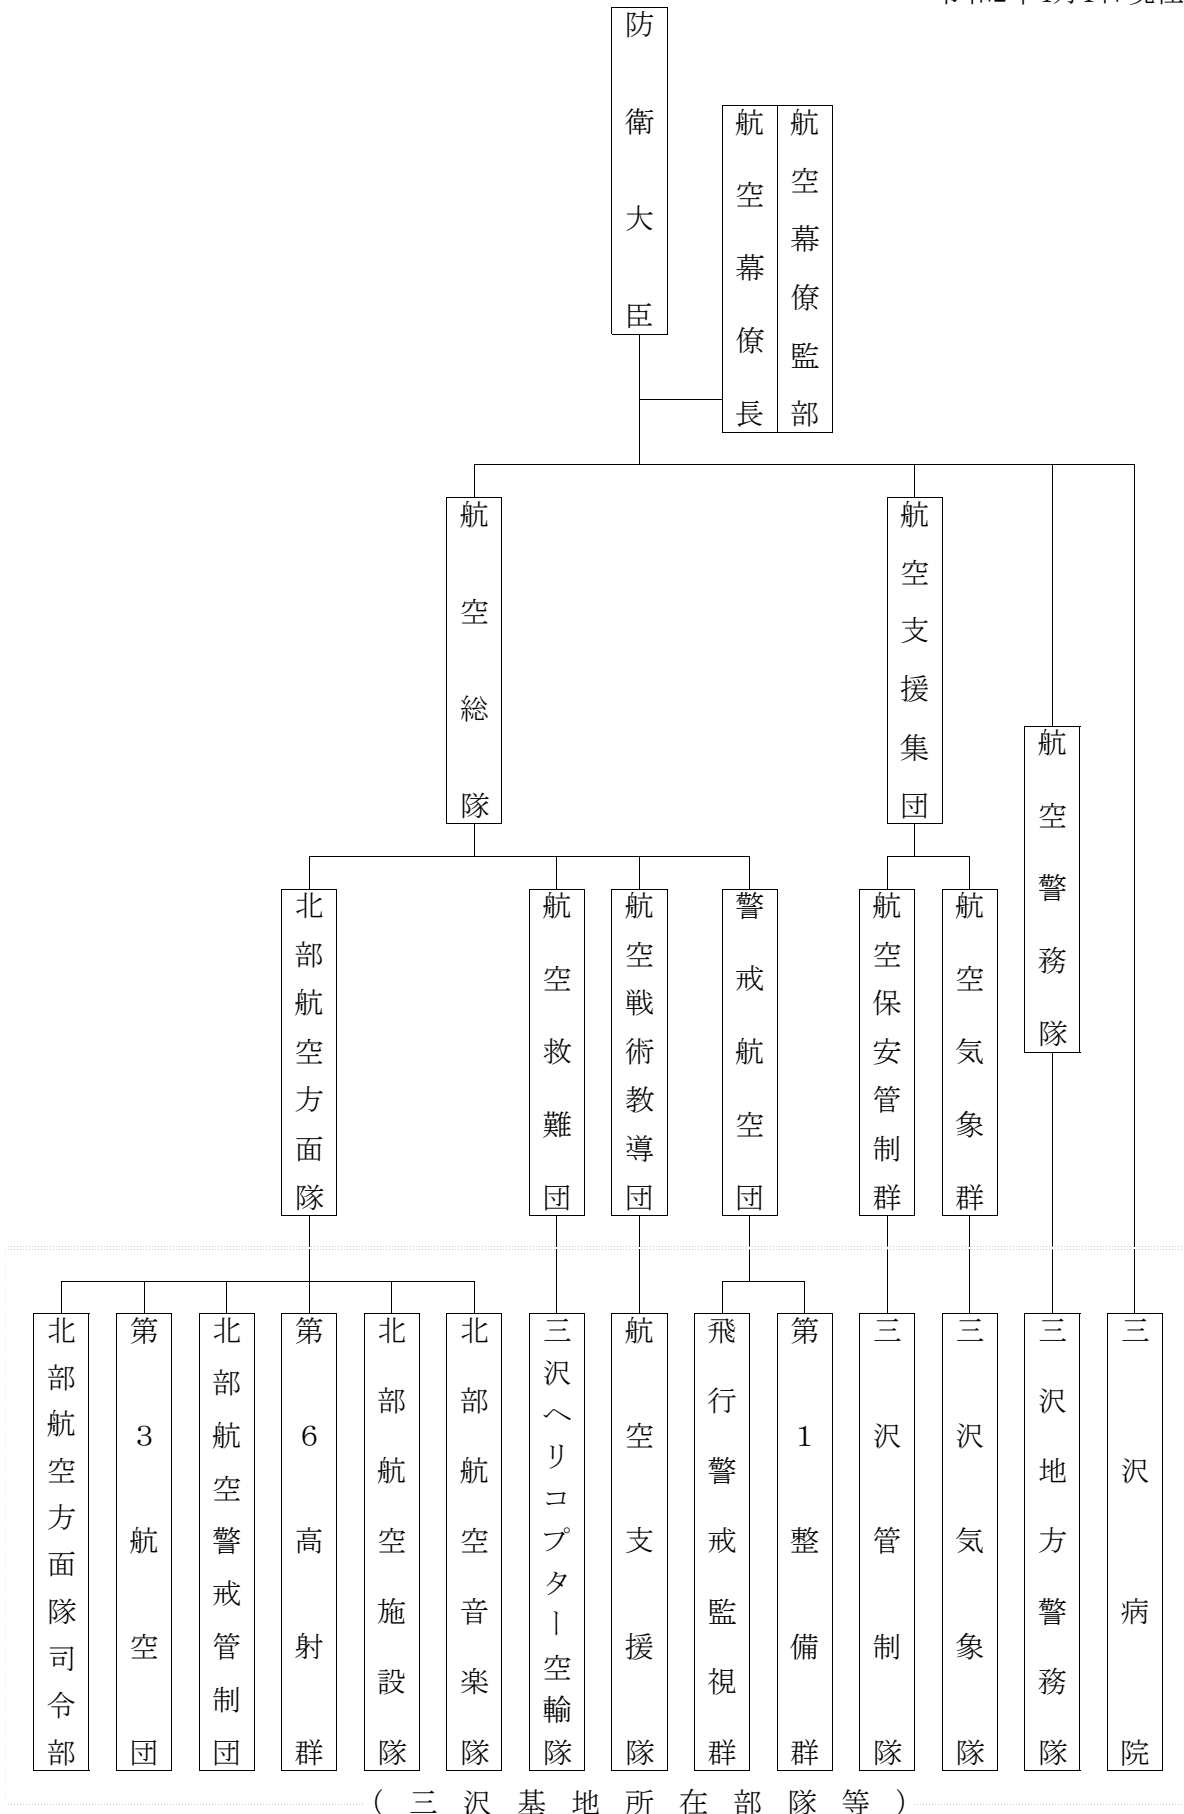 防衛大臣
航空幕僚長
航空幕僚監部
航空総隊
航空支援集団
航空警務隊
北部航空方面隊
航空救難団
航空戦術教導団
警戒航空団
航空保安管制群
航空気象群
北部航空方面隊司令部
第3航空団
北部航空警戒管制団
第6高射群
北部航空施設隊
北部航空音楽隊
三沢ヘリコプター空輸隊
航空支援隊
飛行警戒監視群
第1整備群
三沢管制隊
三沢気象隊
三沢地方警務隊
三沢病院
(三沢基地所在部隊等)